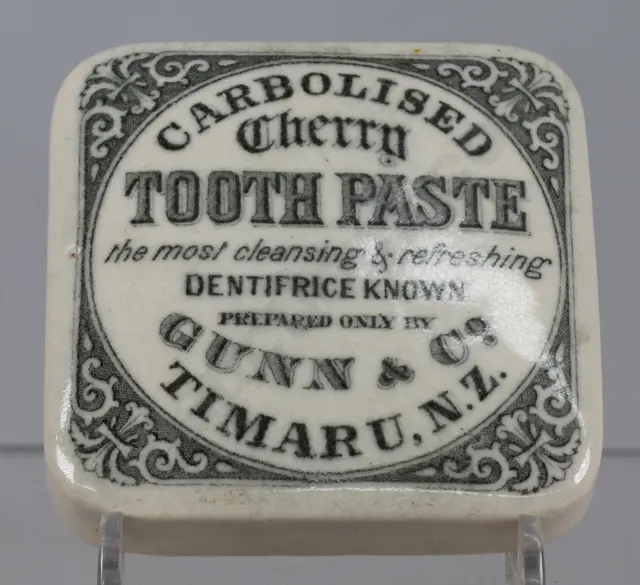 CARBOLISED
Cherry
TOOTH PASTE
the most cleansing & refreshing
DENTIFRICE KNOWN
PREPARED ONLY BY
GUNN & Co.
TIMARU, N.Z.